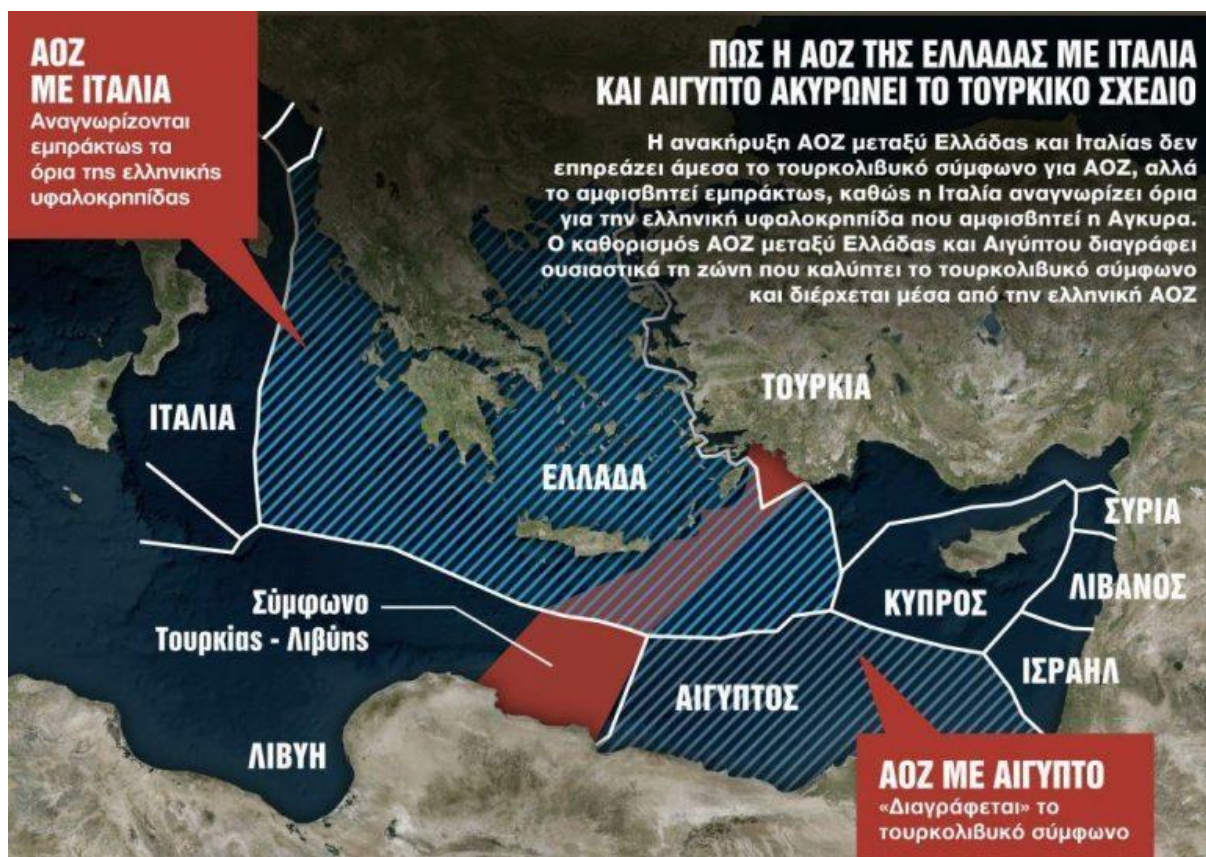 ΑΟΖ
ΜΕ ΙΤΑΛΙΑ
Αναγνωρίζονται
εμπράκτως τα
όρια της ελληνικής
υφαλοκρηπίδας
ΠΩΣ Η ΑΟΖ ΤΗΣ ΕΛΛΑΔΑΣ ΜΕ ΙΤΑΛΙΑ
ΚΑΙ ΑΙΓΥΠΤΟ ΑΚΥΡΩΝΕΙ ΤΟ ΤΟΥΡΚΙΚΟ ΣΧΕΔΙΟ
Η ανακήρυξη ΑΟΖ μεταξύ Ελλάδας και Ιταλίας δεν
επηρεάζει άμεσα το τουρκολιβυκό σύμφωνο για ΑΟΖ, αλλά
το αμφισβητεί εμπράκτως, καθώς η Ιταλία αναγνωρίζει όρια
για την ελληνική υφαλοκρηπίδα που αμφισβητεί η Αγκυρα.
Ο καθορισμός ΑΟΖ μεταξύ Ελλάδας και Αιγύπτου διαγράφει
ουσιαστικά τη ζώνη που καλύπτει το τουρκολιβυκό σύμφωνο
και διέρχεται μέσα από την ελληνική ΑΟΖ
ΤΟΥΡΚΙΑ
ΙΤΑΛΙΑ
ΕΛΛΑΔΑ
ΣΥΡΙΑ
ΛΙΒΑΝΟΣ
ΚΥΠΡΟΣ
Σύμφωνο
Τουρκίας - Λιβύης
ΙΣΡΑΗΛ
ΑΙΓΥΠΤΟΣ
ΛΙΒΥΗ
ΑΟΖ ΜΕ ΑΙΓΥΠΤΟ
«Διαγράφεται» το
τουρκολιβυκό σύμφωνο